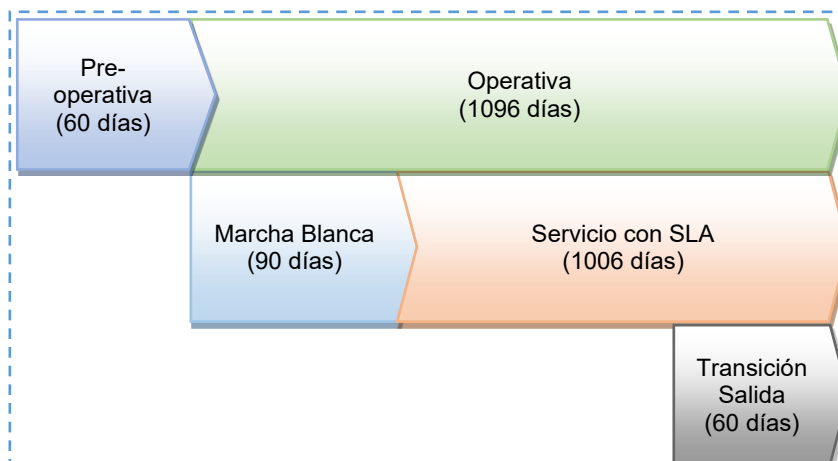 Pre-
operativa
(60 días)
Operativa
(1096 días)
Marcha Blanca
(90 días)
Servicio con SLA
(1006 días)
Transición
Salida
(60 días)